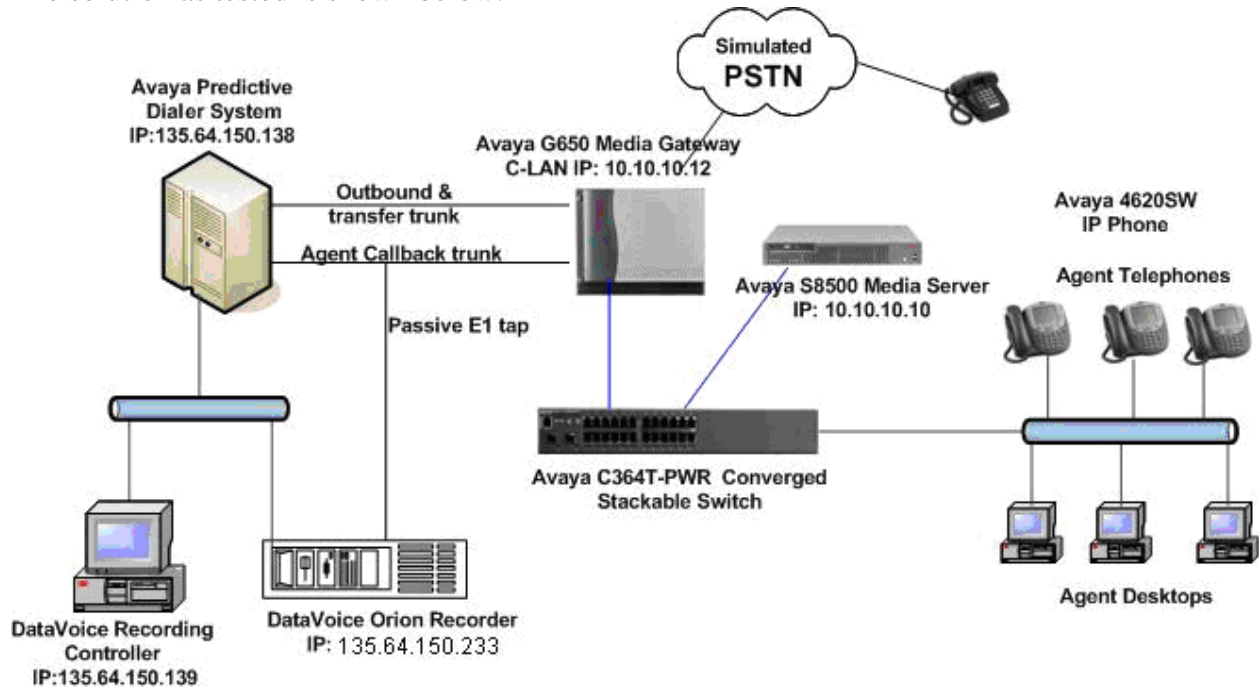 Simulated
PSTN
Avaya Predictive
Dialer System
IP:135.64.150.138
Avaya G650 Media Gateway
C-LAN IP: 10.10.10.12
Outbound &
transfer trunk
Agent Callback trunk
Avaya 4620SW
IP Phone
Agent Telephones
Avaya S8500 Media Server
IP: 10.10.10.10
Passive E1 tap
Avaya C364T-PWR Converged
Stackable Switch
DataVoice Recording
Controller
IP:135.64.150.139
DataVoice Orion Recorder
IP: 135.64.150.233
Agent Desktops